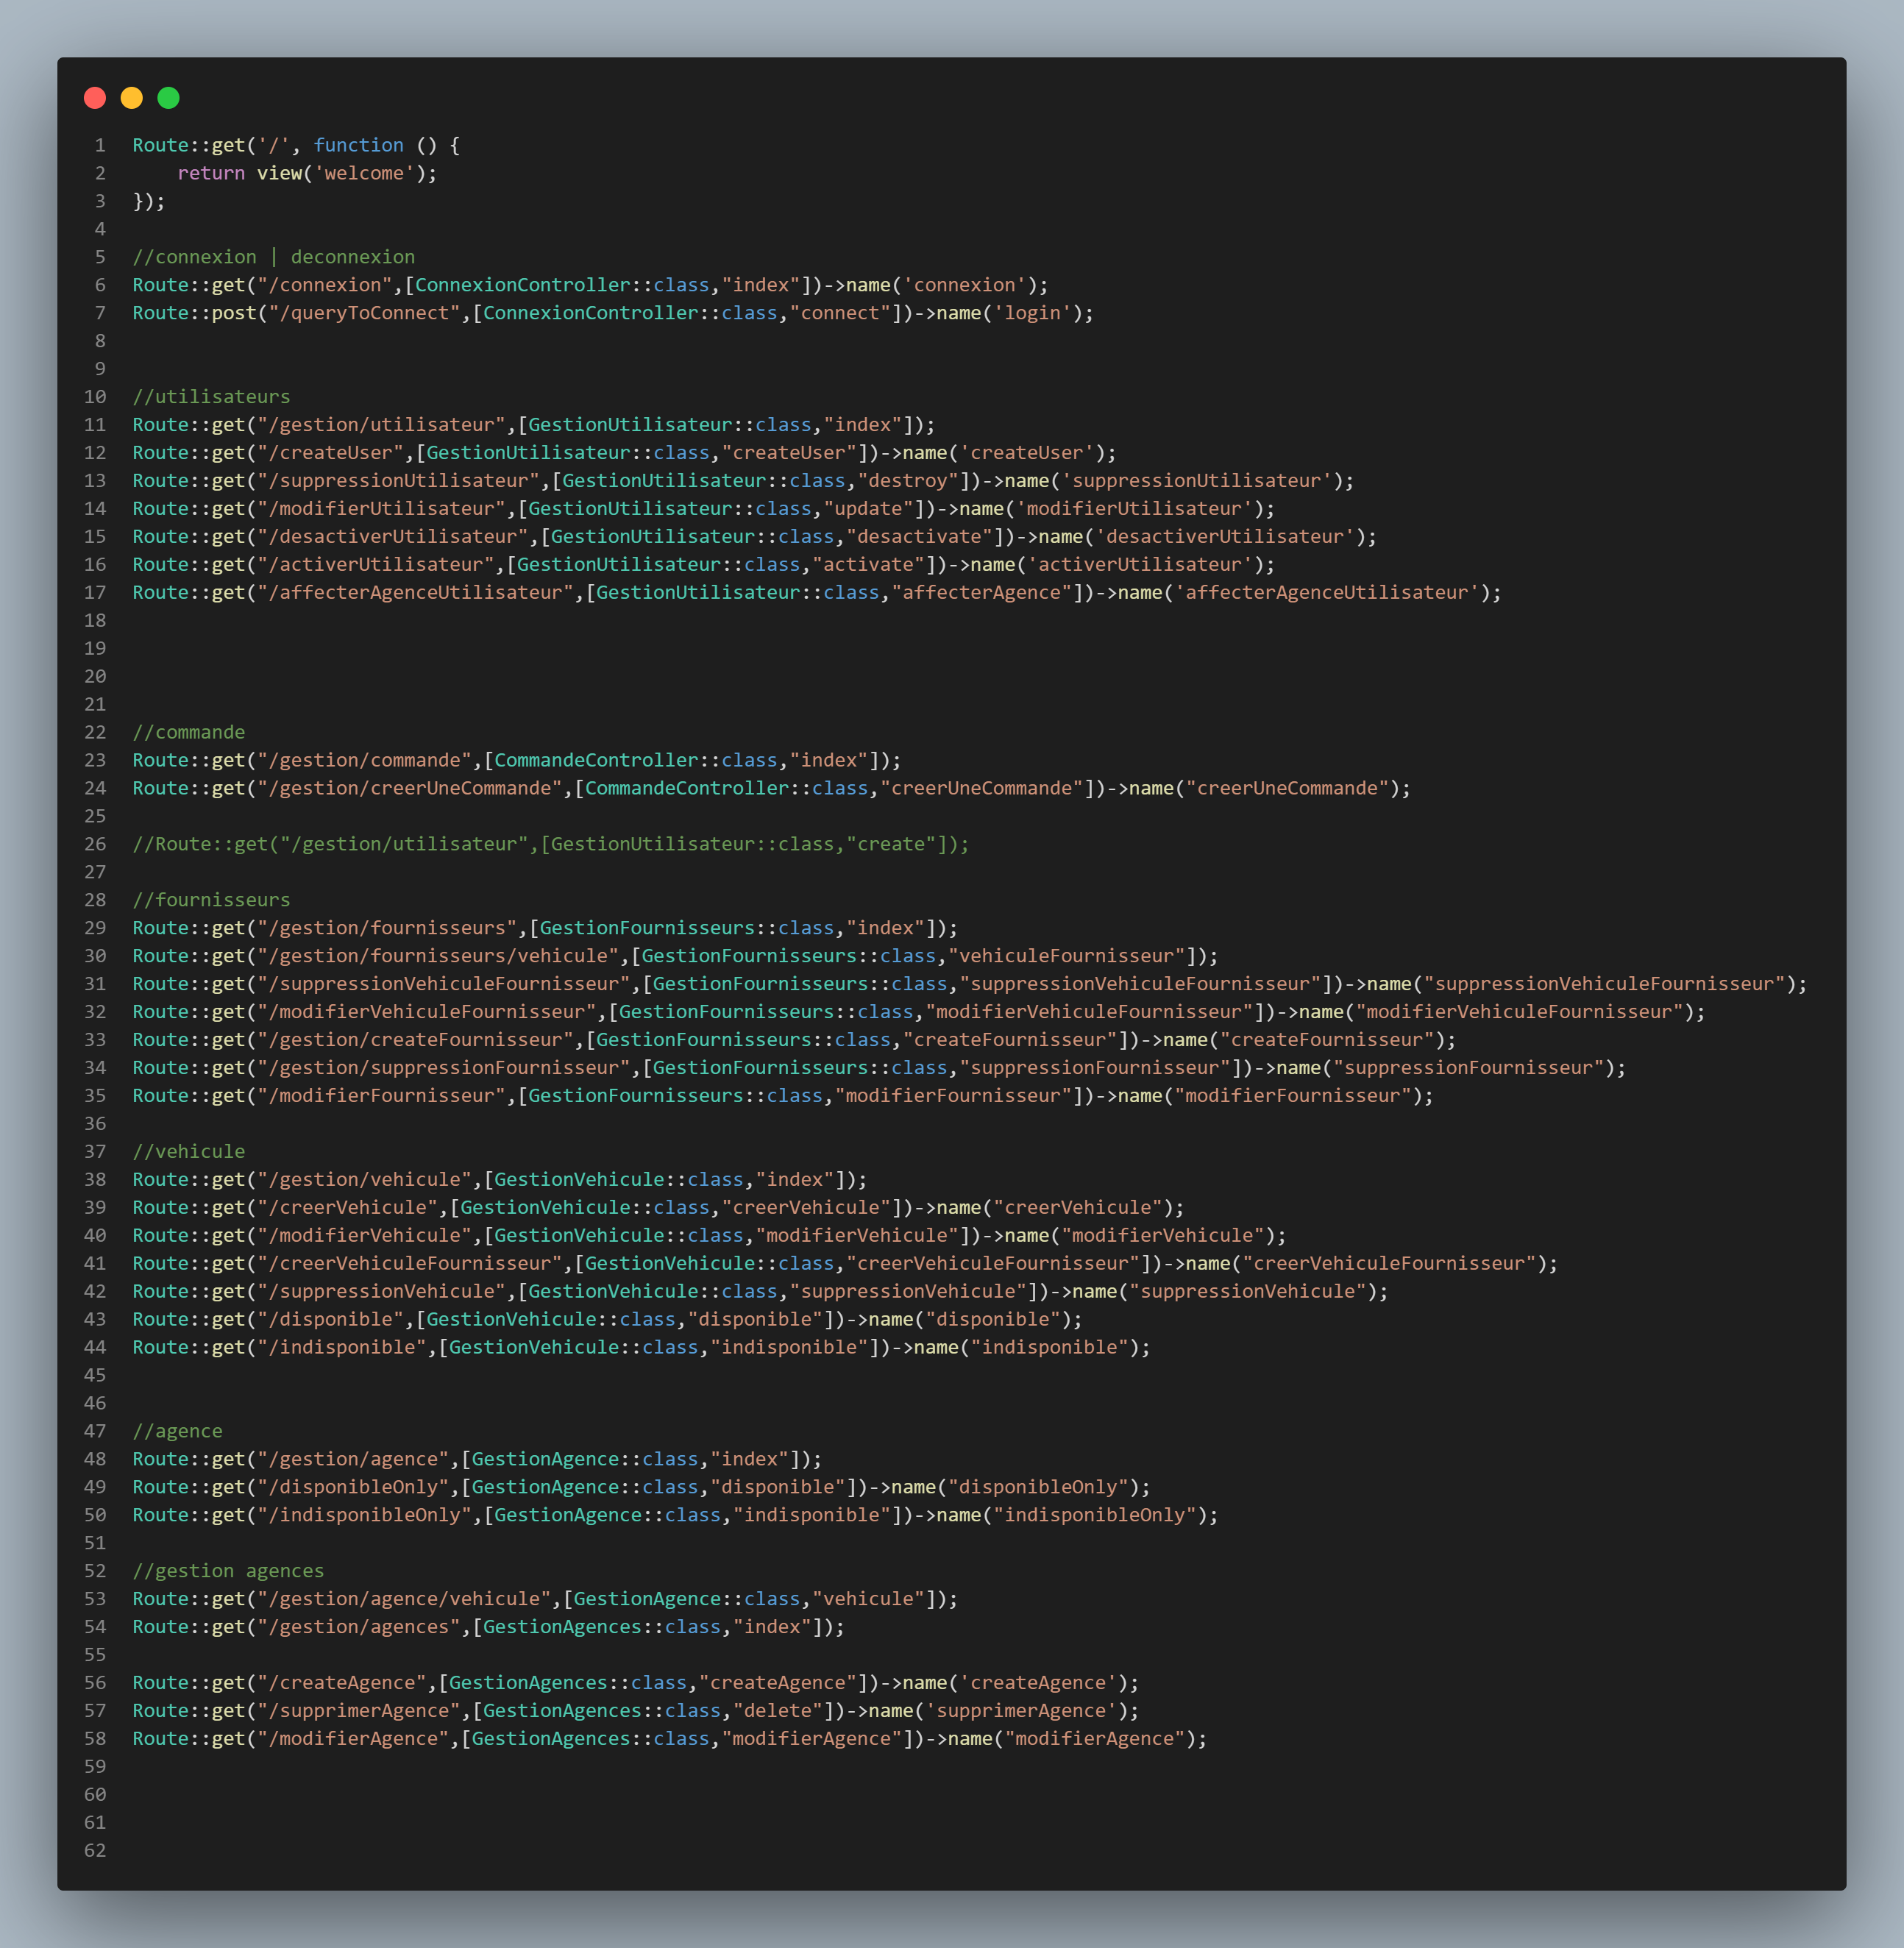 1 Route::get('/', function () {
2     return view('welcome');
3 });
4
5 //connexion | deconnexion
6 Route::get("/connexion",[ConnexionController::class,"index"])->name('connexion');
7 Route::post("/queryToConnect",[ConnexionController::class,"connect"])->name('login');
8
9
10 //utilisateurs
11 Route::get("/gestion/utilisateur",[GestionUtilisateur::class,"index"]);
12 Route::get("/createUser",[GestionUtilisateur::class,"createUser"])->name('createUser');
13 Route::get("/suppressionUtilisateur",[GestionUtilisateur::class,"destroy"])->name('suppressionUtilisateur');
14 Route::get("/modifierUtilisateur",[GestionUtilisateur::class,"update"])->name('modifierUtilisateur');
15 Route::get("/desactiverUtilisateur",[GestionUtilisateur::class,"desactivate"])->name('desactiverUtilisateur');
16 Route::get("/activerUtilisateur",[GestionUtilisateur::class,"activate"])->name('activerUtilisateur');
17 Route::get("/affecterAgenceUtilisateur",[GestionUtilisateur::class,"affecterAgence"])->name('affecterAgenceUtilisateur');
18
19
20
21
22 //commande
23 Route::get("/gestion/commande",[CommandeController::class,"index"]);
24 Route::get("/gestion/creerUneCommande",[CommandeController::class,"creerUneCommande"])->name("creerUneCommande");
25
26 //Route::get("/gestion/utilisateur",[GestionUtilisateur::class,"create"]);
27
28 //fournisseurs
29 Route::get("/gestion/fournisseurs",[GestionFournisseurs::class,"index"]);
30 Route::get("/gestion/fournisseurs/vehicule",[GestionFournisseurs::class,"vehiculeFournisseur"]);
31 Route::get("/suppressionVehiculeFournisseur",[GestionFournisseurs::class,"suppressionVehiculeFournisseur"])->name("suppressionVehiculeFournisseur");
32 Route::get("/modifierVehiculeFournisseur",[GestionFournisseurs::class,"modifierVehiculeFournisseur"])->name("modifierVehiculeFournisseur");
33 Route::get("/gestion/createFournisseur",[GestionFournisseurs::class,"createFournisseur"])->name("createFournisseur");
34 Route::get("/gestion/suppressionFournisseur",[GestionFournisseurs::class,"suppressionFournisseur"])->name("suppressionFournisseur");
35 Route::get("/modifierFournisseur",[GestionFournisseurs::class,"modifierFournisseur"])->name("modifierFournisseur");
36
37 //vehicule
38 Route::get("/gestion/vehicule",[GestionVehicule::class,"index"]);
39 Route::get("/creerVehicule",[GestionVehicule::class,"creerVehicule"])->name("creerVehicule");
40 Route::get("/modifierVehicule",[GestionVehicule::class,"modifierVehicule"])->name("modifierVehicule");
41 Route::get("/creerVehiculeFournisseur",[GestionVehicule::class,"creerVehiculeFournisseur"])->name("creerVehiculeFournisseur");
42 Route::get("/suppressionVehicule",[GestionVehicule::class,"suppressionVehicule"])->name("suppressionVehicule");
43 Route::get("/disponible",[GestionVehicule::class,"disponible"])->name("disponible");
44 Route::get("/indisponible",[GestionVehicule::class,"indisponible"])->name("indisponible");
45
46
47 //agence
48 Route::get("/gestion/agence",[GestionAgence::class,"index"]);
49 Route::get("/disponibleOnly",[GestionAgence::class,"disponible"])->name("disponibleOnly");
50 Route::get("/indisponibleOnly",[GestionAgence::class,"indisponible"])->name("indisponibleOnly");
51
52 //gestion agences
53 Route::get("/gestion/agence/vehicule",[GestionAgence::class,"vehicule"]);
54 Route::get("/gestion/agences",[GestionAgences::class,"index"]);
55
56 Route::get("/createAgence",[GestionAgences::class,"createAgence"])->name('createAgence');
57 Route::get("/supprimerAgence",[GestionAgences::class,"delete"])->name('supprimerAgence');
58 Route::get("/modifierAgence",[GestionAgences::class,"modifierAgence"])->name("modifierAgence");
59
60
61
62